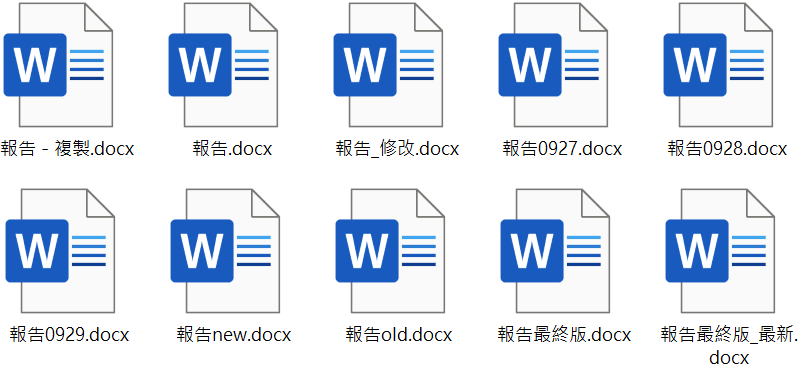 W W W W W
報告 - 複製.docx 報告.docx 報告_修改.docx 報告0927.docx 報告0928.docx
W W W W W
報告0929.docx 報告new.docx 報告old.docx 報告最終版.docx 報告最終版_最新.
docx